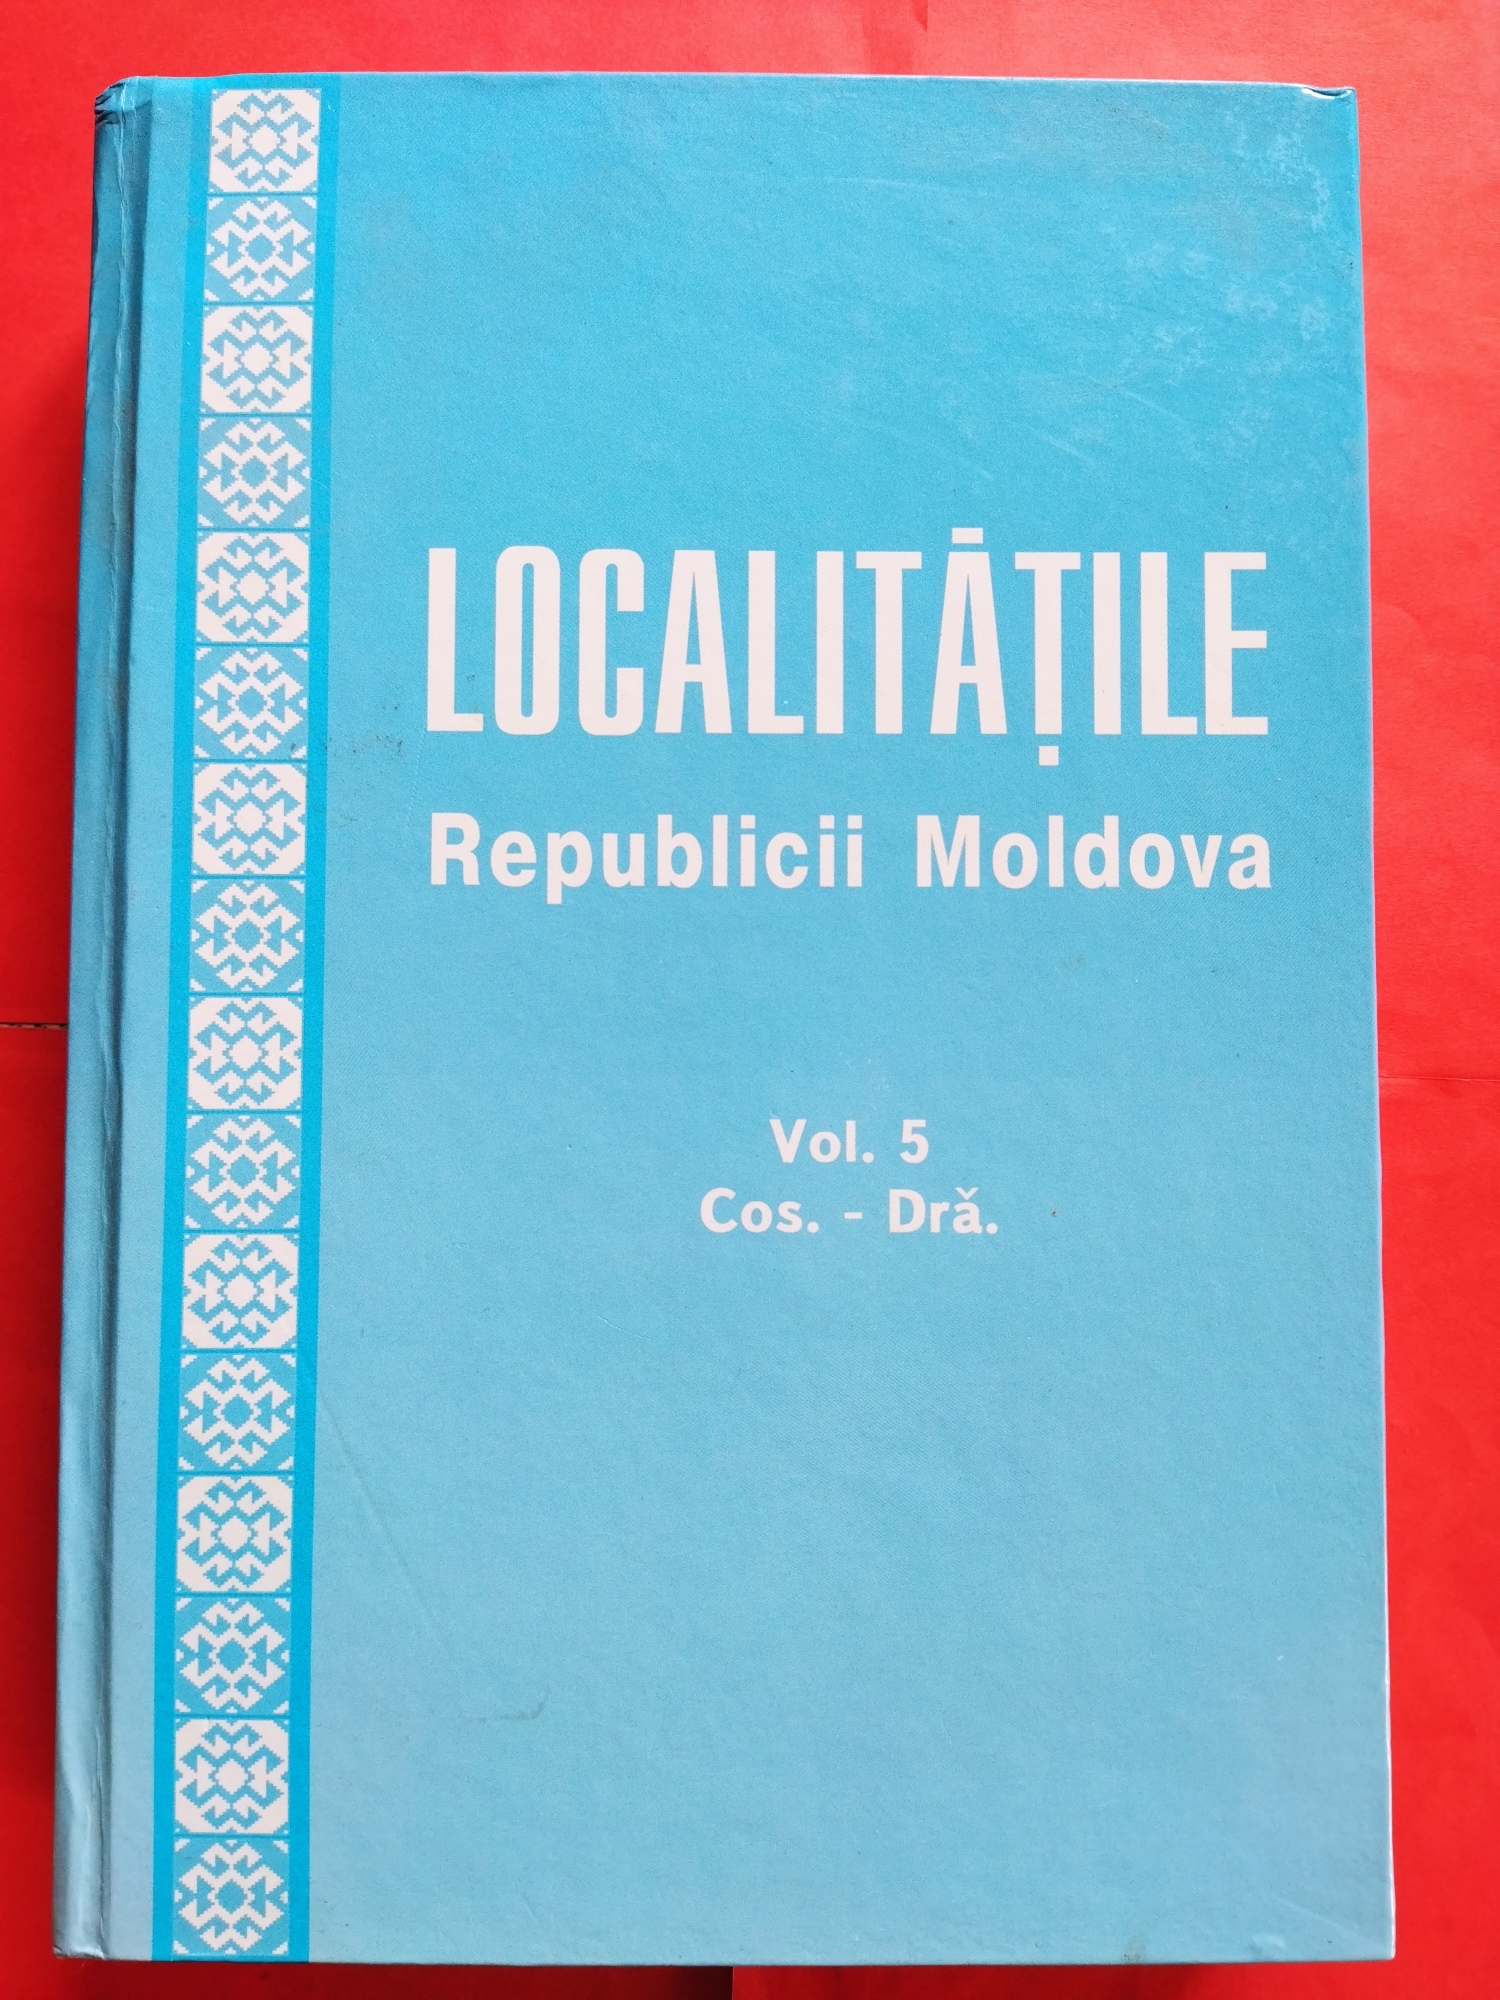 LOCALITĂȚILE
Republicii Moldova
Vol. 5
Cos. - Dră.